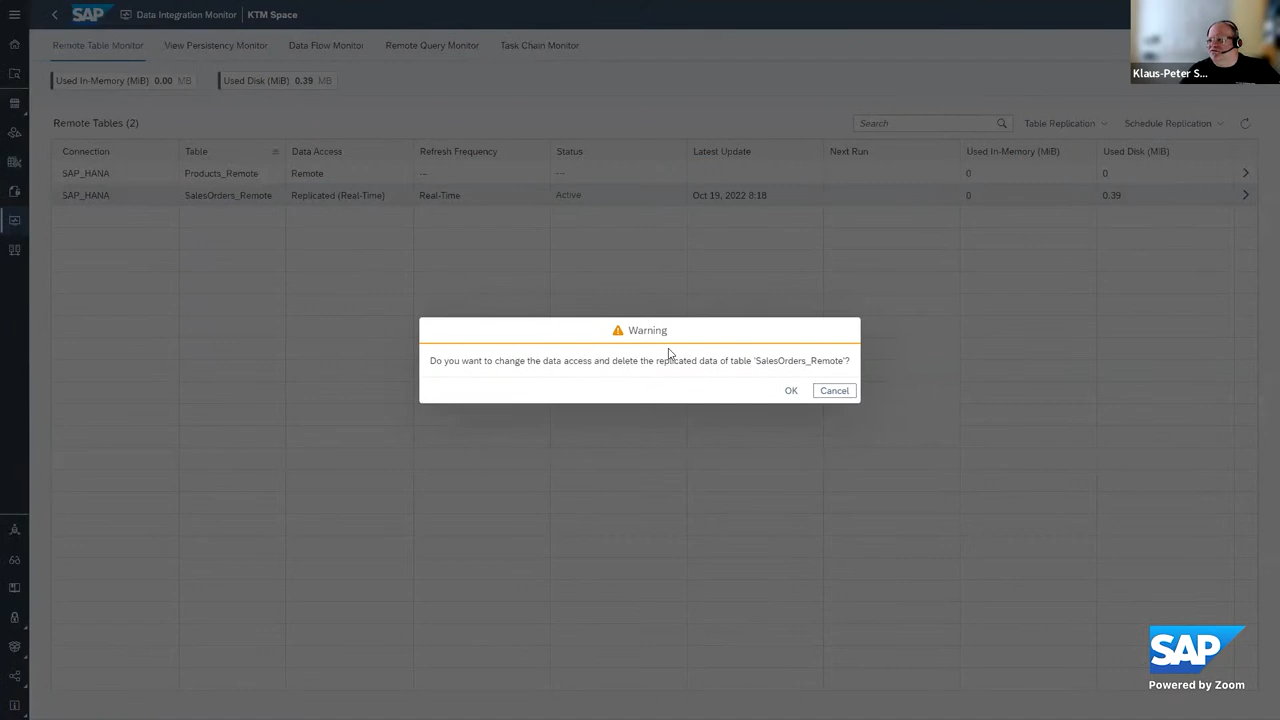 SAP Data Integration Monitor KTM Space
Klaus-Peter S...
Remote Table Monitor View Persistency Monitor Data Flow Monitor Remote Query Monitor Task Chain Monitor
Used In-Memory (MiB) 0.00 MB Used Disk (MiB) 0.39 MB
Remote Tables (2) Search Table Replication Schedule Replication
Connection Table Data Access Refresh Frequency Status Latest Update Next Run Used In-Memory (MiB) Used Disk (MiB)
SAP_HANA Products_Remote Remote --- --- 0 0
SAP_HANA SalesOrders_Remote Replicated (Real-Time) Real-Time Active Oct 19, 2022 8:18 0 0.39
Warning
Do you want to change the data access and delete the replicated data of table 'SalesOrders_Remote'?
OK Cancel
SAP
Powered by Zoom